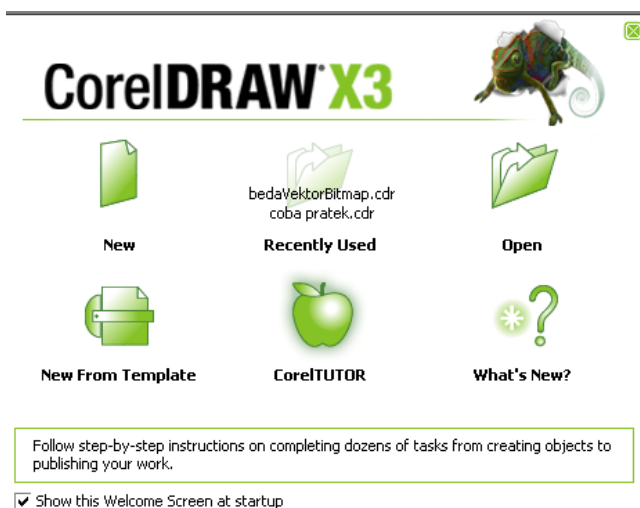 CorelDRAW X3
bedaVektorBitmap.cdr
coba pratek.cdr
New
Recently Used
Open
New From Template
CorelTUTOR
What's New?
Follow step-by-step instructions on completing dozens of tasks from creating objects to
publishing your work.
Show this Welcome Screen at startup